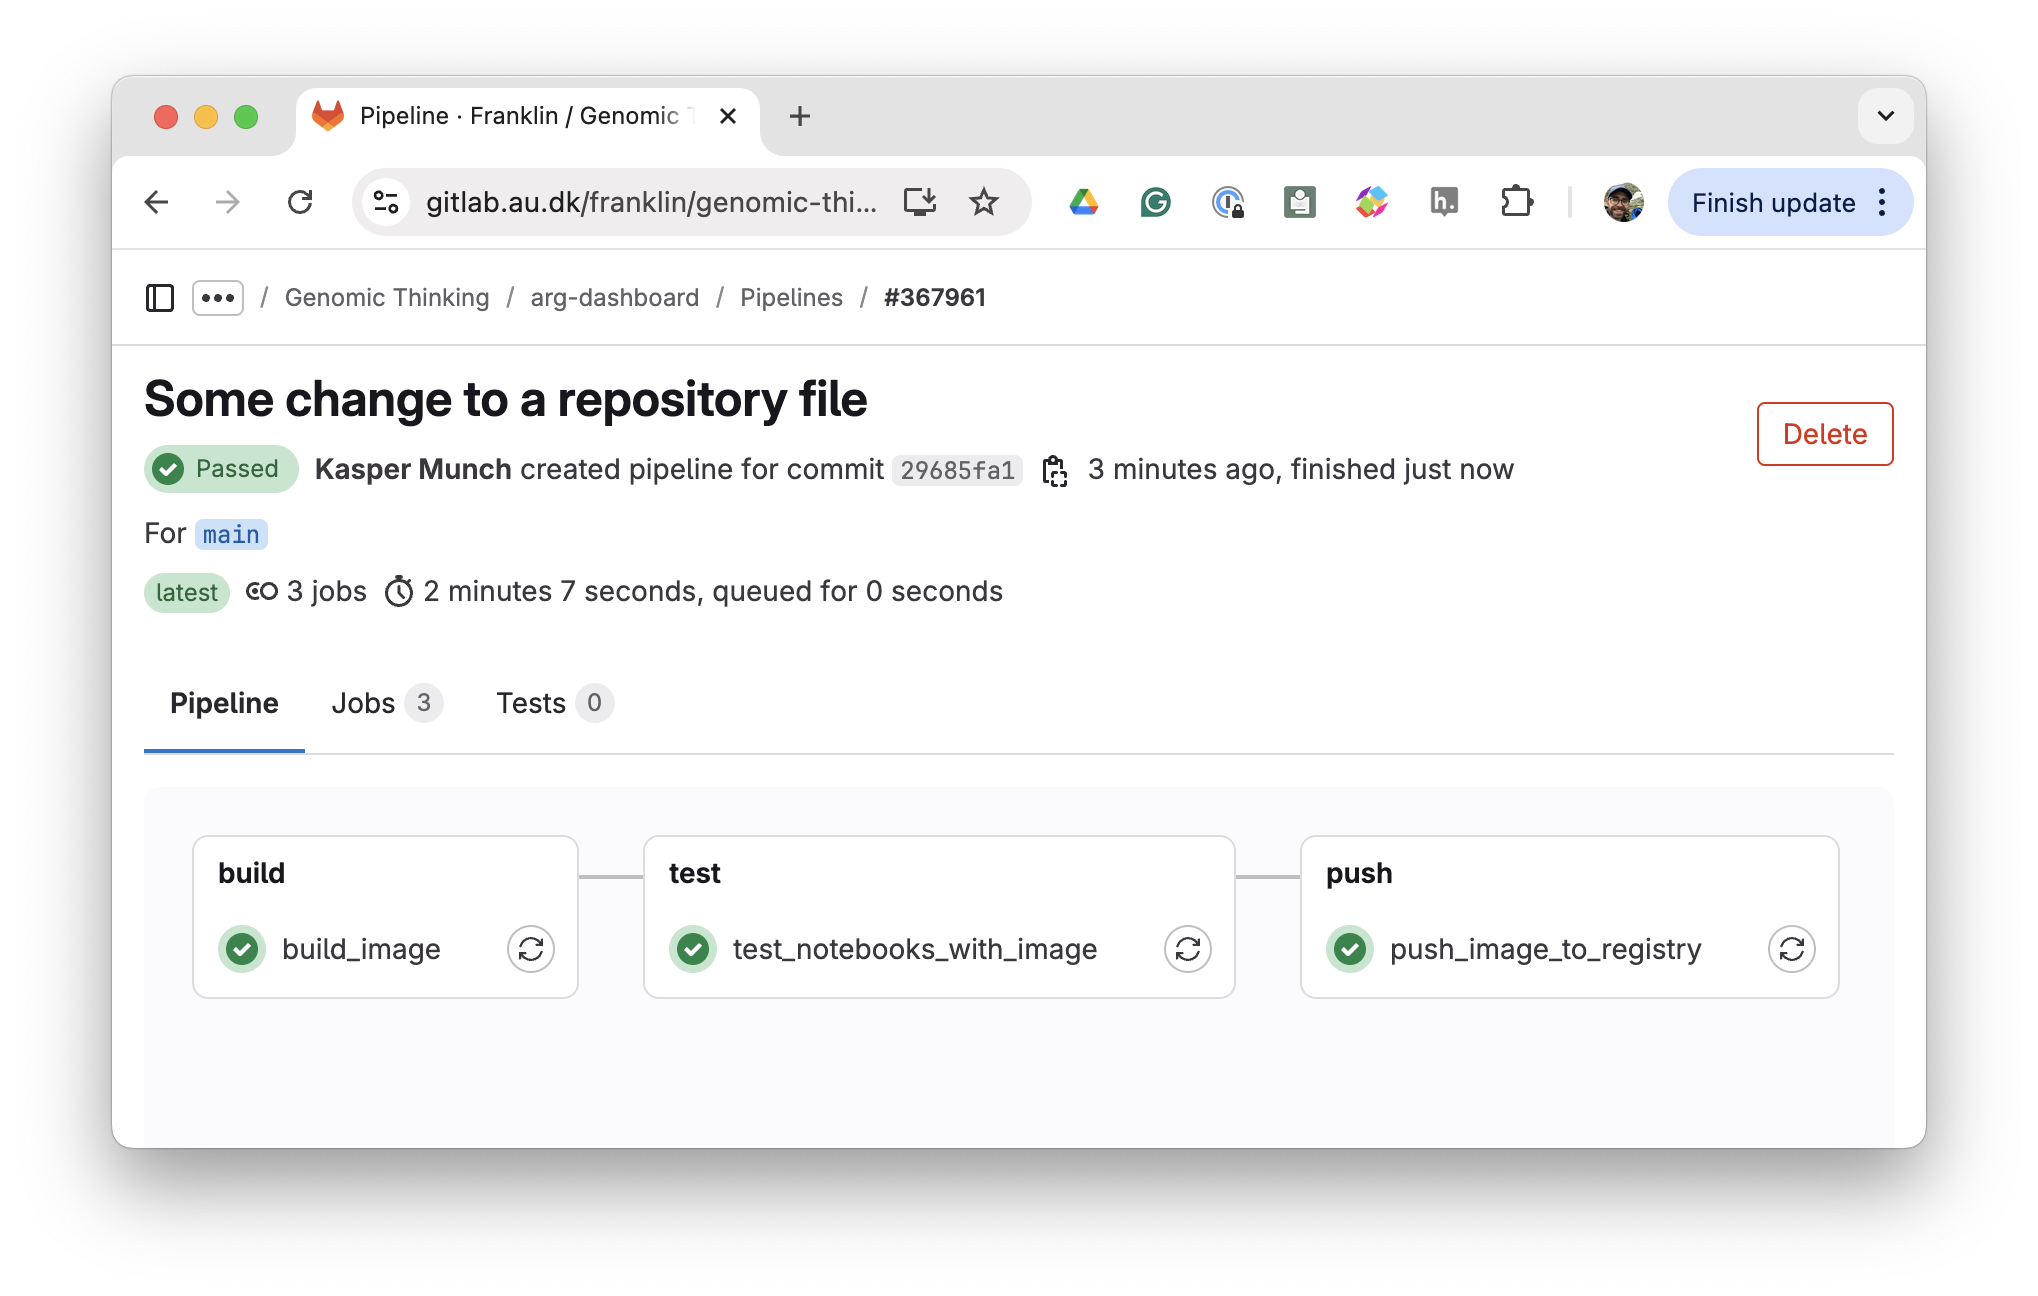 Pipeline · Franklin / Genomic
gitlab.au.dk/franklin/genomic-thi...
h.
Finish update
/ Genomic Thinking / arg-dashboard / Pipelines / #367961
Some change to a repository file
Delete
Passed Kasper Munch created pipeline for commit 29685fa1 3 minutes ago, finished just now
For main
latest 3 jobs 2 minutes 7 seconds, queued for 0 seconds
Pipeline Jobs 3 Tests 0
build test push
build_image test_notebooks_with_image push_image_to_registry